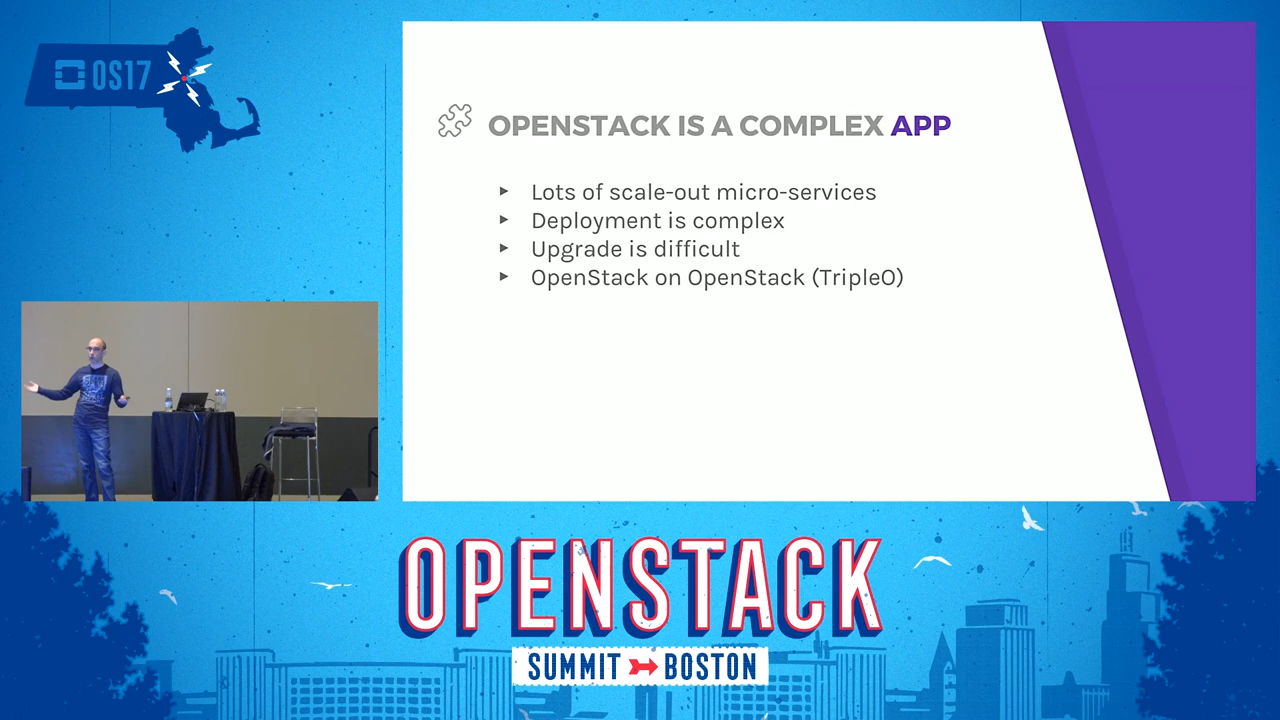 OS17
OPENSTACK IS A COMPLEX APP
Lots of scale-out micro-services
Deployment is complex
Upgrade is difficult
OpenStack on OpenStack (TripleO)
OPENSTACK
SUMMIT BOSTON